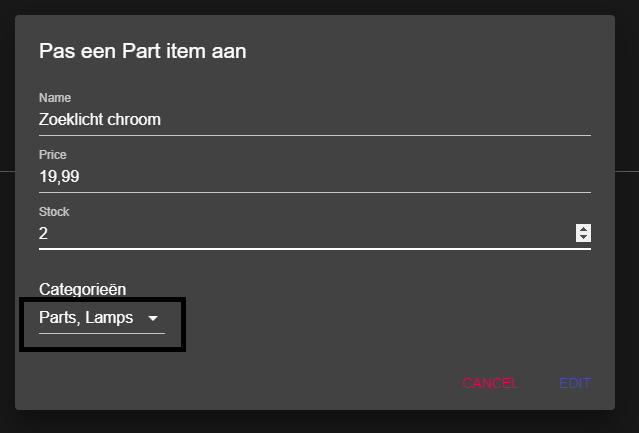 Pas een Part item aan
Name
Zoeklicht chroom
Price
19,99
Stock
2
Categorieën
Parts, Lamps
CANCEL EDIT